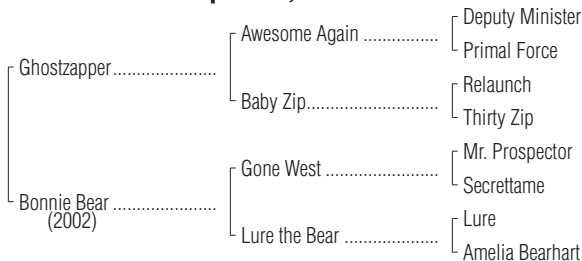 Deputy Minister
Awesome Again ................
Primal Force
Ghostzapper......................
Relaunch
Baby Zip............................
Thirty Zip
Mr. Prospector
Gone West .......................
Secrettame
Bonnie Bear ......................
(2002)
Lure
Lure the Bear ....................
Amelia Bearhart